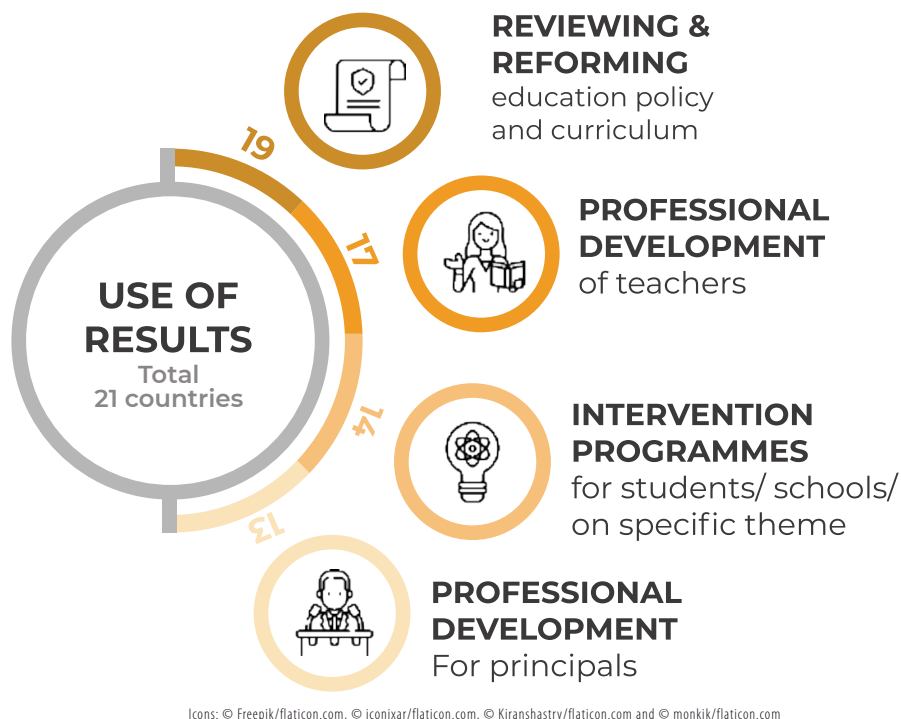 REVIEWING &
REFORMING
education policy
and curriculum
19
PROFESSIONAL
DEVELOPMENT
of teachers
17
USE OF
RESULTS
Total
21 countries
INTERVENTION
PROGRAMMES
for students/ schools/
on specific theme
14
13
PROFESSIONAL
DEVELOPMENT
For principals
Icons: © Freepik/flaticon.com, © iconixar/flaticon.com, © Kiranshastry/flaticon.com and © monkik/flaticon.com